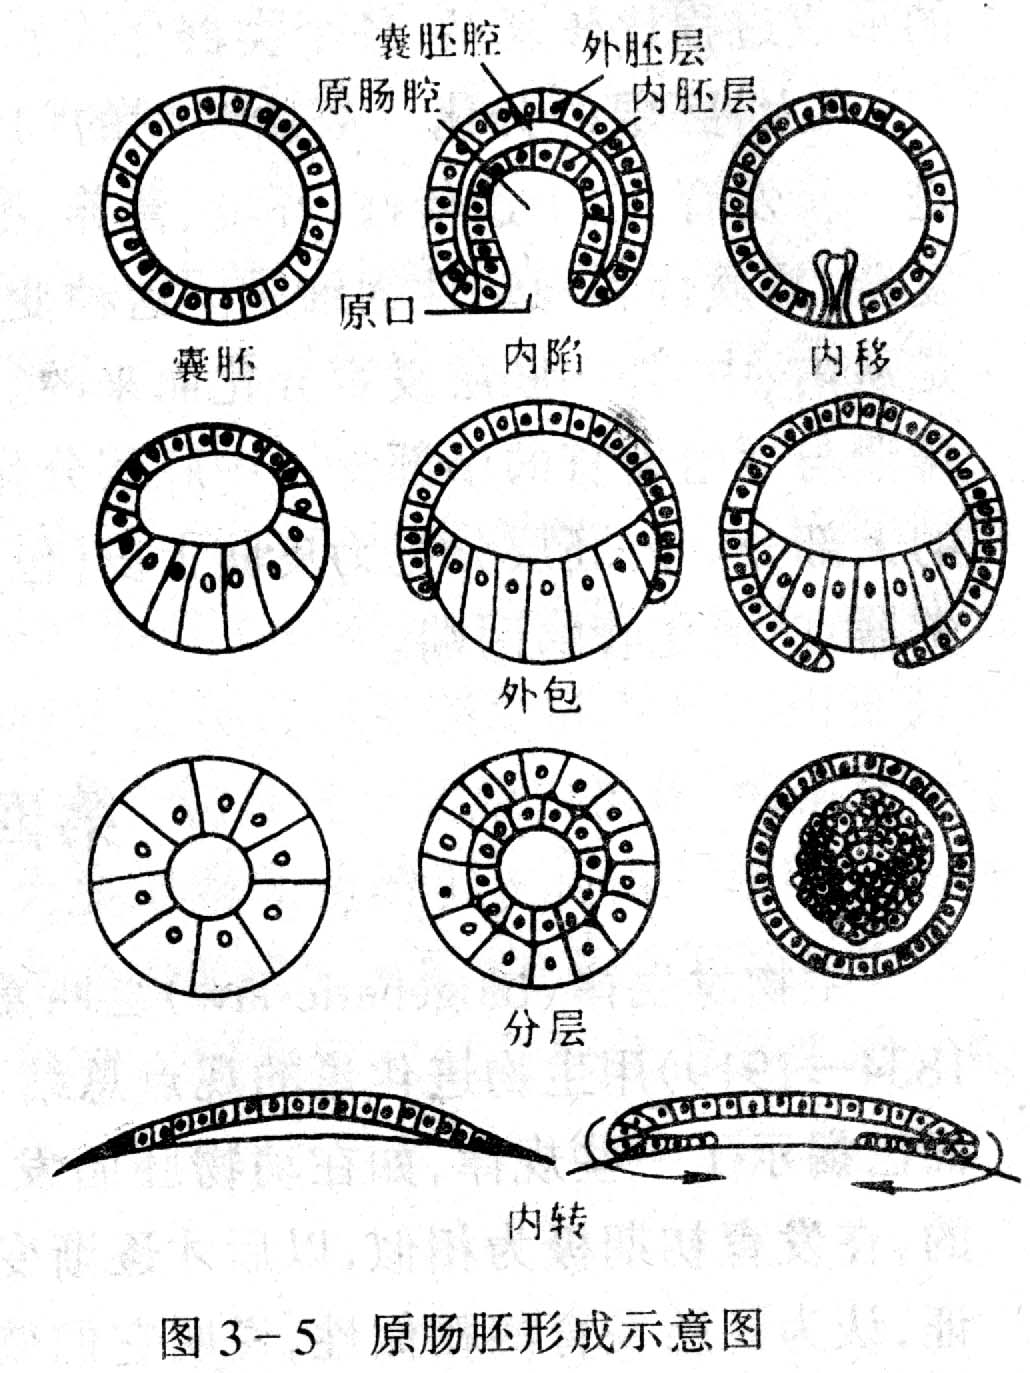 囊胚腔 外胚层
原肠腔 内胚层
原口
囊胚 内陷 内移
外包
分层
内转
图3-5 原肠胚形成示意图